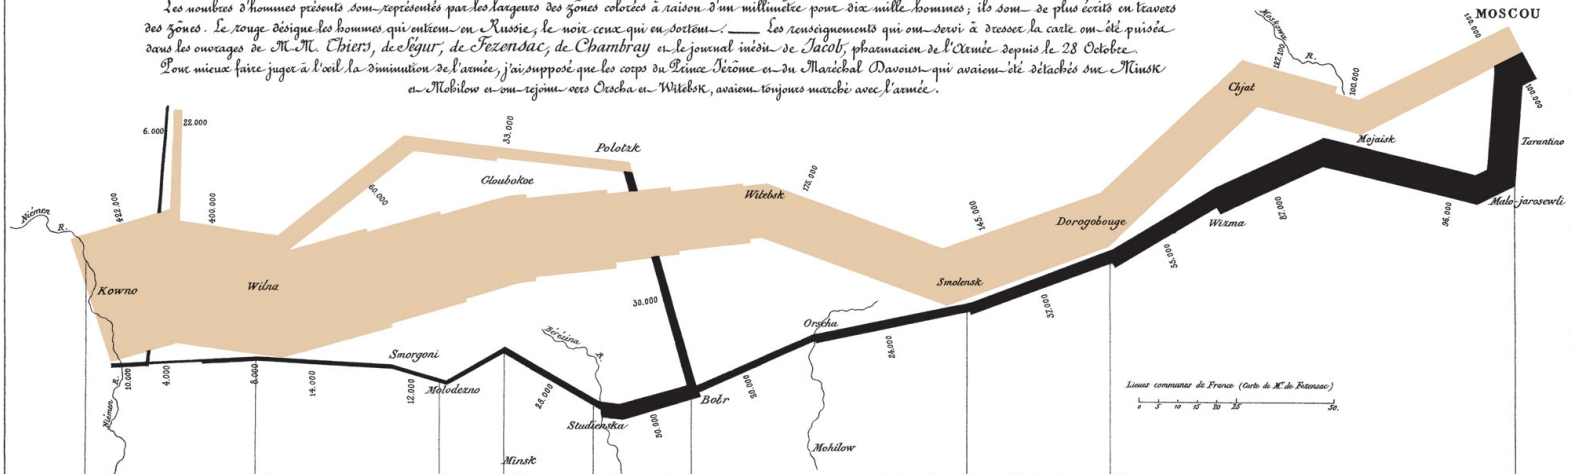 Les nombres d'hommes présents sont représentés par les largeurs des zônes colorées à raison d'un millimètre pour dix mille hommes; ils sont de plus écrits en travers
des zônes. Le rouge désigne les hommes qui entrent en Russie, le noir ceux qui en sortent. — Les renseignements qui ont servi à dresser la carte ont été puisés
dans les ouvrages de M.M. Thiers, de Ségur, de Fezensac, de Chambray et le journal inédit de Jacob, pharmacien de l'Armée depuis le 28 Octobre.
Pour mieux faire juger à l'œil la diminution de l'armée, j'ai supposé que les corps du Prince Jérôme et du Maréchal Davoust qui avaient été détachés sur Minsk
et Mohilow et ont rejoint vers Orscha et Witebsk, avaient toujours marché avec l'armée.
MOSCOU
100.000
Moskowa R.
127.100
100.000
Chjat
100.000
Mojaisk
Tarantino
6.000
22.000
33.000
Polotzk
Gloubokoe
60.000
Witebsk
175.000
Niémen R.
422.000
400.000
145.000
Dorogobouge
Wizma
87.000
96.000
Malo-jarosewli
55.000
Kowno
Wilna
Smolensk
30.000
32.000
Orscha
24.000
Bérézina R.
Smorgoni
Molodezno
10.000
4.000
8.000
14.000
12.000
28.000
Studienska
50.000
Bobr
20.000
Niémen R.
Minsk
Mohilow
Lieues communes de France (Carte de M. de Fezensac)
0 5 10 15 20 25 50.